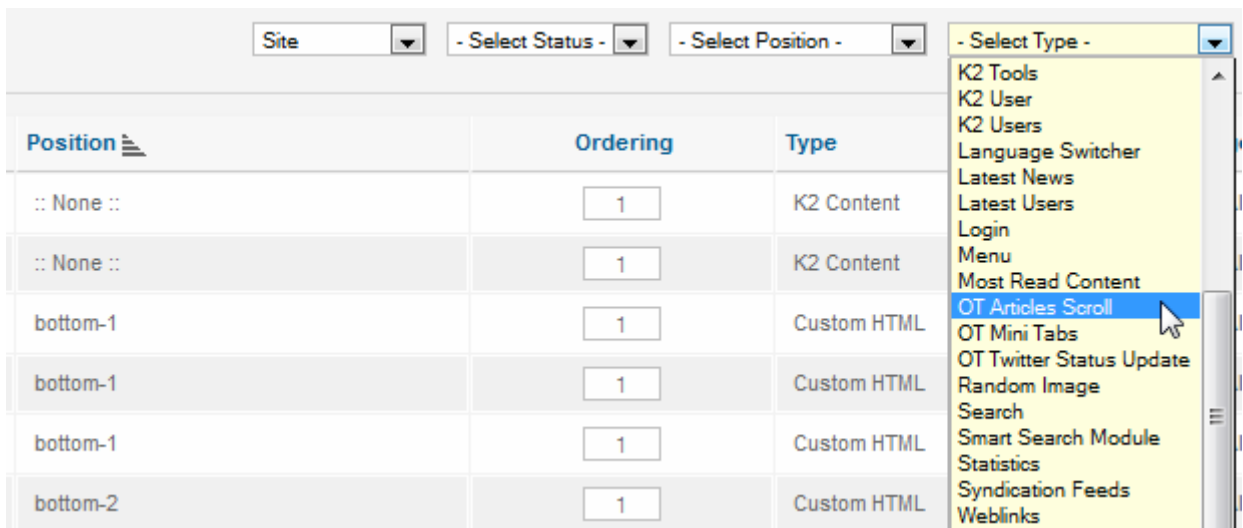 Site - Select Status - - Select Position - - Select Type -
K2 Tools
K2 User
K2 Users
Language Switcher
Latest News
Latest Users
Login
Menu
Most Read Content
OT Articles Scroll
OT Mini Tabs
OT Twitter Status Update
Random Image
Search
Smart Search Module
Statistics
Syndication Feeds
Weblinks
Position Ordering Type
:: None :: 1 K2 Content
:: None :: 1 K2 Content
bottom-1 1 Custom HTML
bottom-1 1 Custom HTML
bottom-1 1 Custom HTML
bottom-2 1 Custom HTML